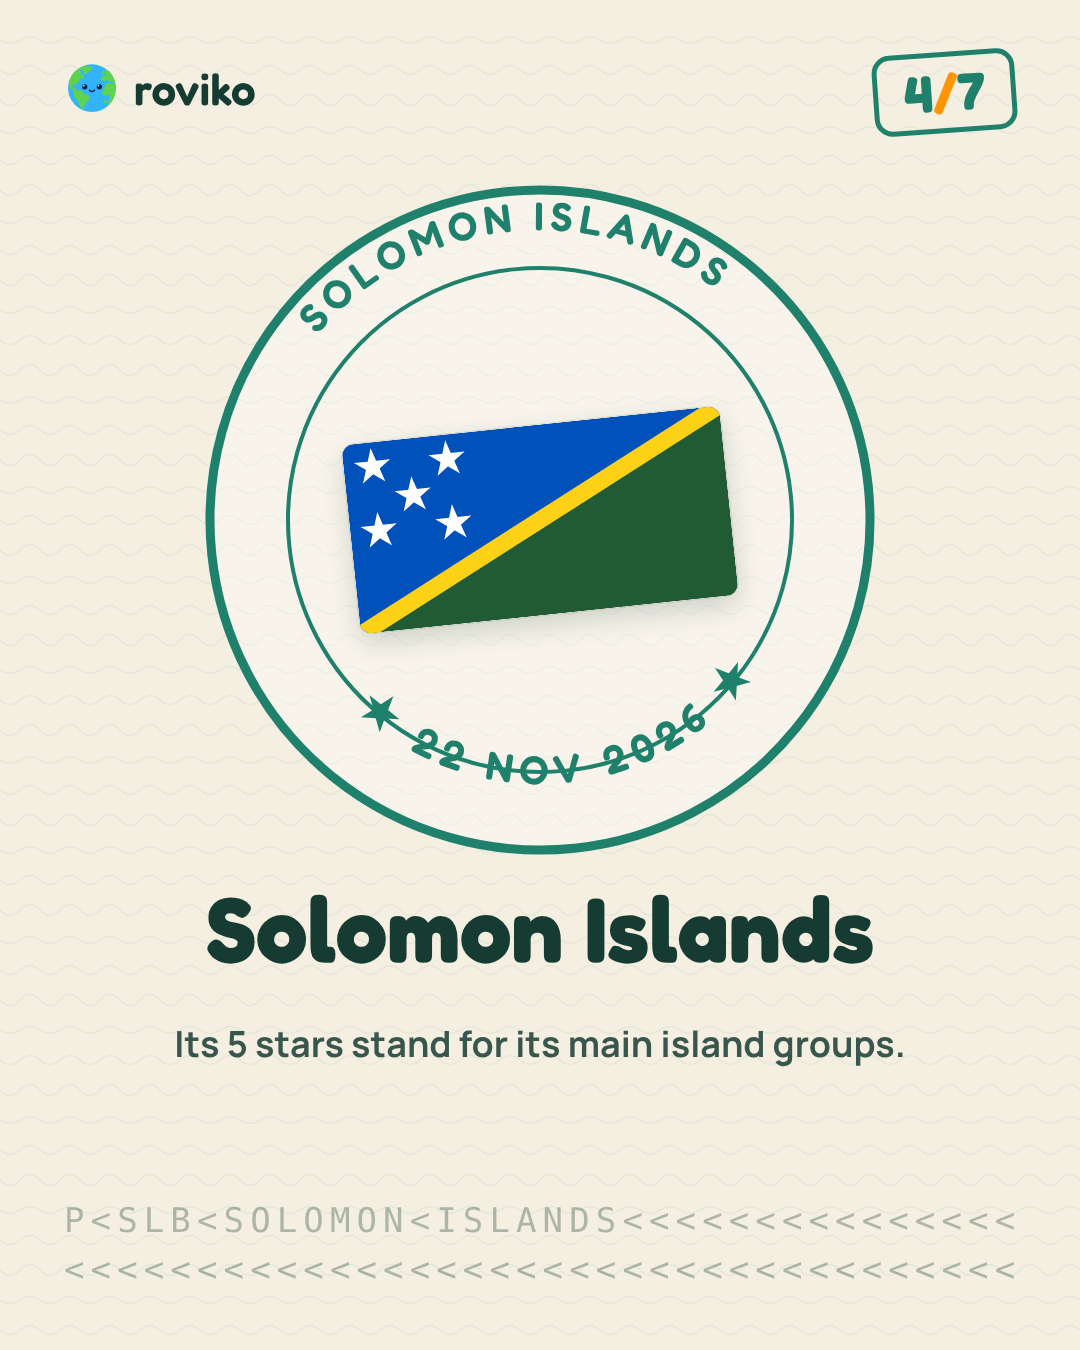 roviko
4/7
SOLOMON ISLANDS
★ 22 NOV 2026 ★
Solomon Islands
Its 5 stars stand for its main island groups.
P<SLB<SOLOMON<ISLANDS<<<<<<<<<<<<<<<
<<<<<<<<<<<<<<<<<<<<<<<<<<<<<<<<<<<<